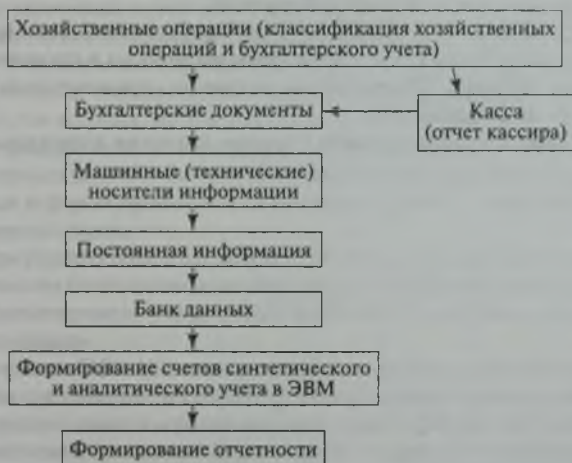 Хозяйственные операции (классификация хозяйственных
операций и бухгалтерского учета)
Бухгалтерские документы
Касса
(отчет кассира)
Машинные (технические)
носители информации
Постоянная информация
Банк данных
Формирование счетов синтетического
и аналитического учета в ЭВМ
Формирование отчетности